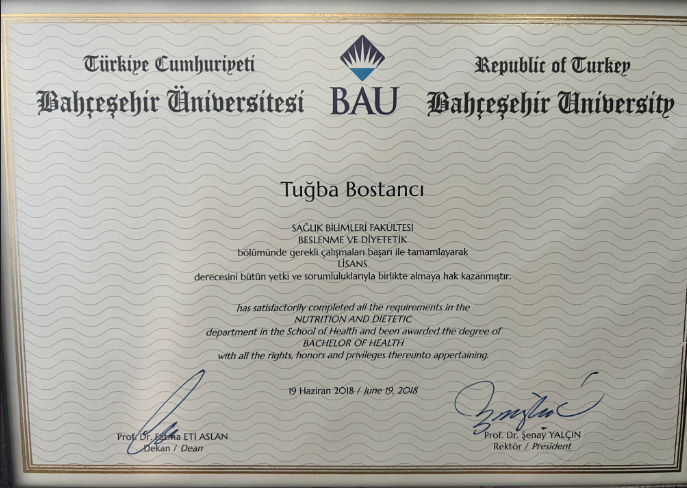 Türkiye Cumhuriyeti
Bahçeşehir Üniversitesi
BAU
Republic of Turkey
Bahçeşehir University
Tuğba Bostancı
SAĞLIK BİLİMLERİ FAKÜLTESİ
BESLENME VE DİYETETİK
bölümünde gerekli çalışmaları başarı ile tamamlayarak
LİSANS
derecesini bütün yetki ve sorumluluklarıyla birlikte almaya hak kazanmıştır.
has satisfactorily completed all the requirements in the
NUTRITION AND DIETETIC
department in the School of Health and been awarded the degree of
BACHELOR OF HEALTH
with all the rights, honors and privileges thereunto appertaining.
19 Haziran 2018 / June 19, 2018
Prof. Dr. Fatma ETİ ASLAN
Dekan / Dean
Prof. Dr. Şenay YALÇIN
Rektör / President